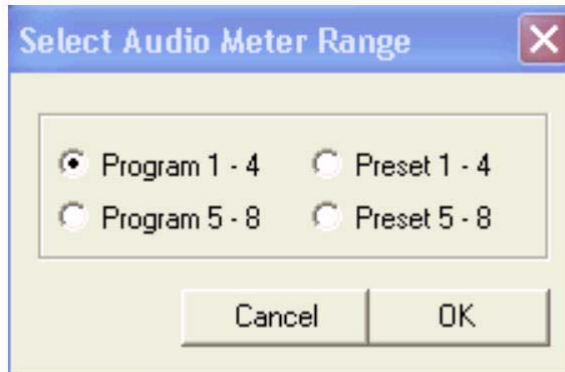 Select Audio Meter Range
Program 1 - 4 Preset 1 - 4
Program 5 - 8 Preset 5 - 8
Cancel OK